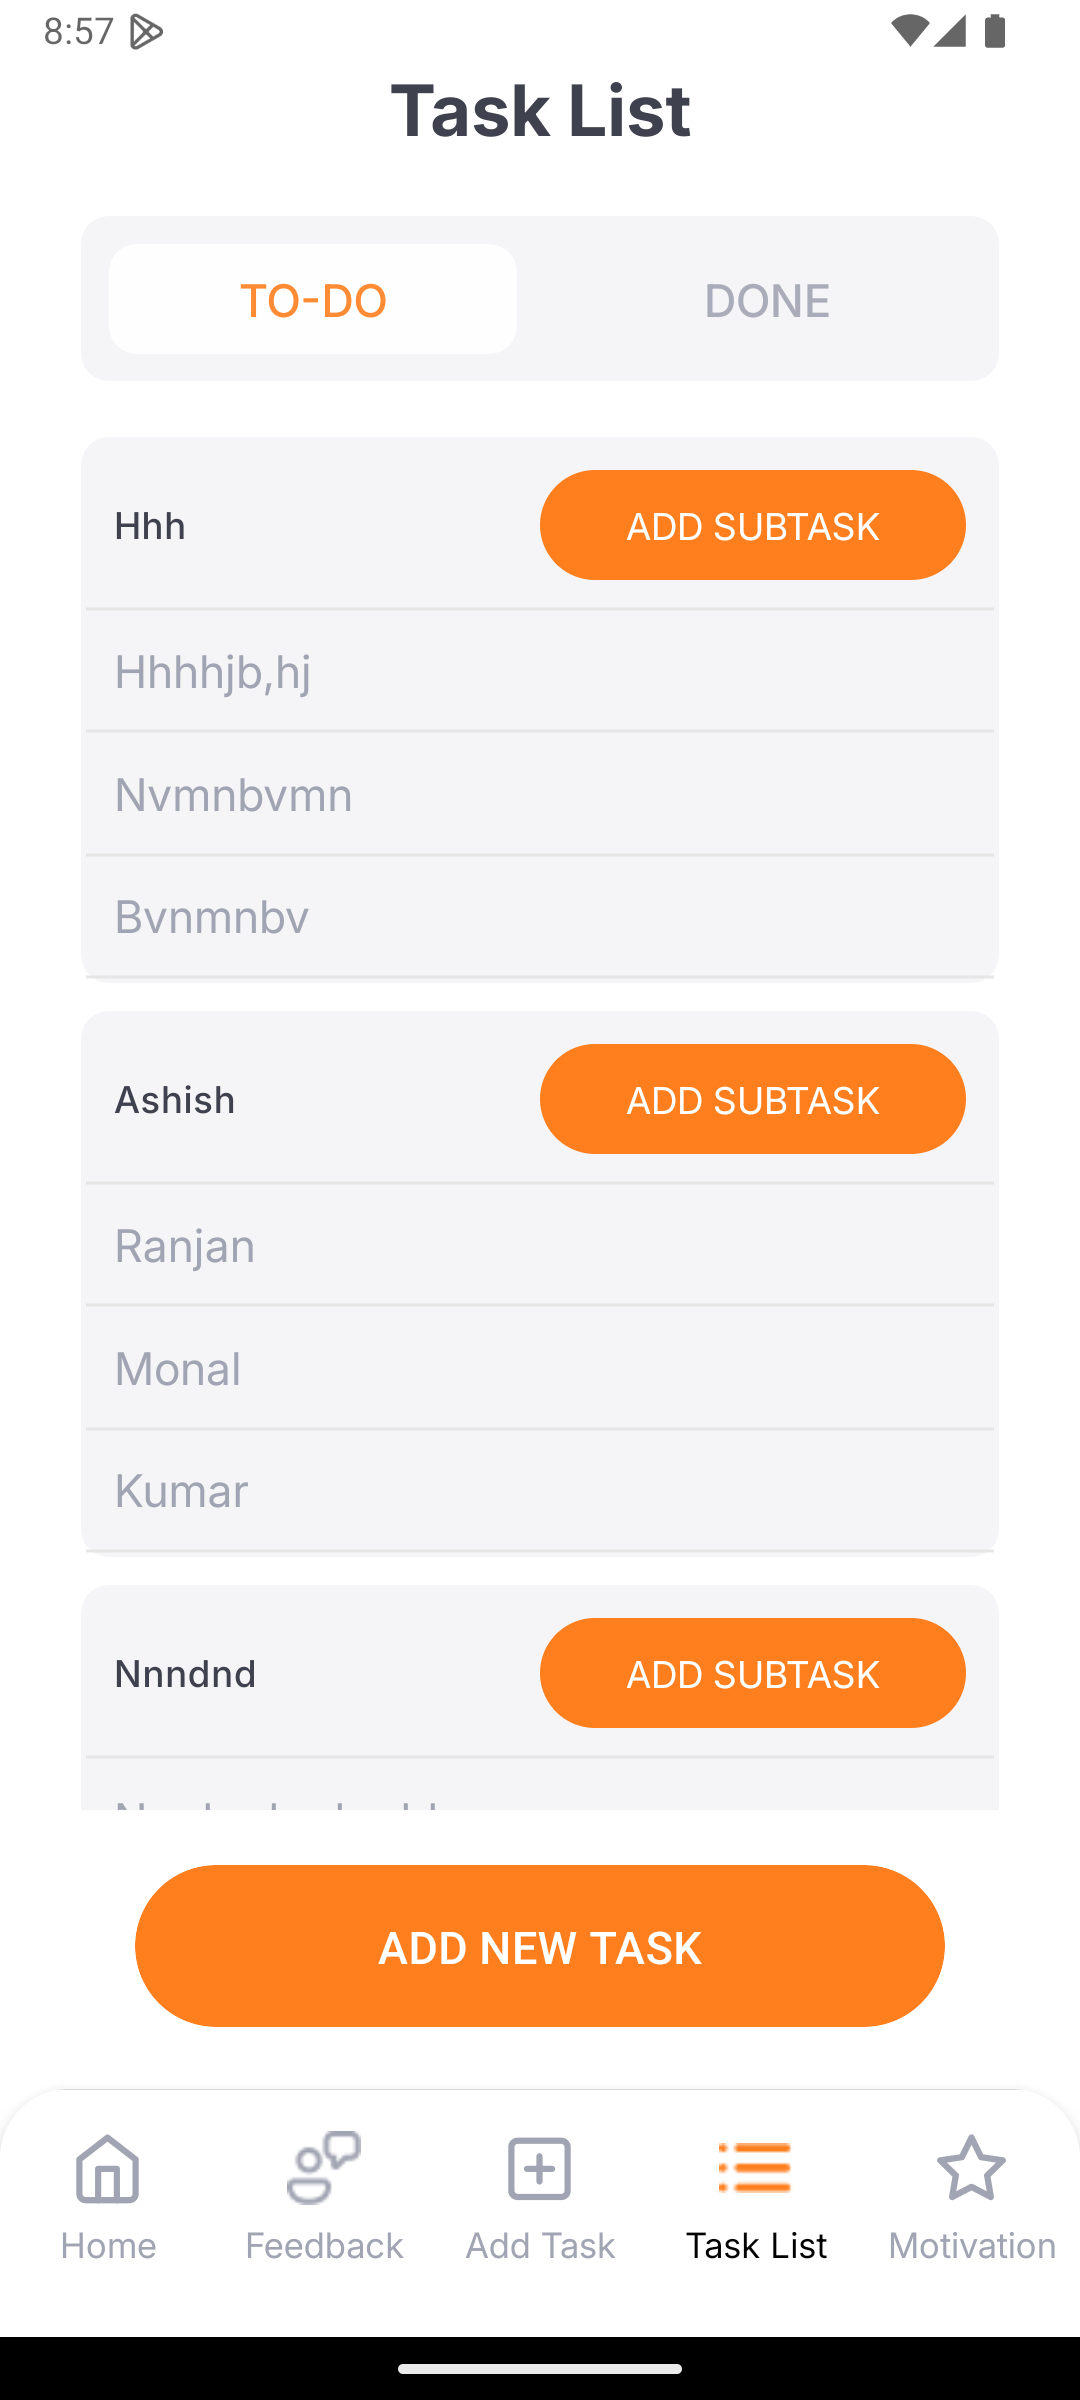 8:57
Task List
TO-DO DONE
Hhh ADD SUBTASK
Hhhhjb,hj
Nvmnbvmn
Bvnmnbv
Ashish ADD SUBTASK
Ranjan
Monal
Kumar
Nnndnd ADD SUBTASK
ADD NEW TASK
Home Feedback Add Task Task List Motivation